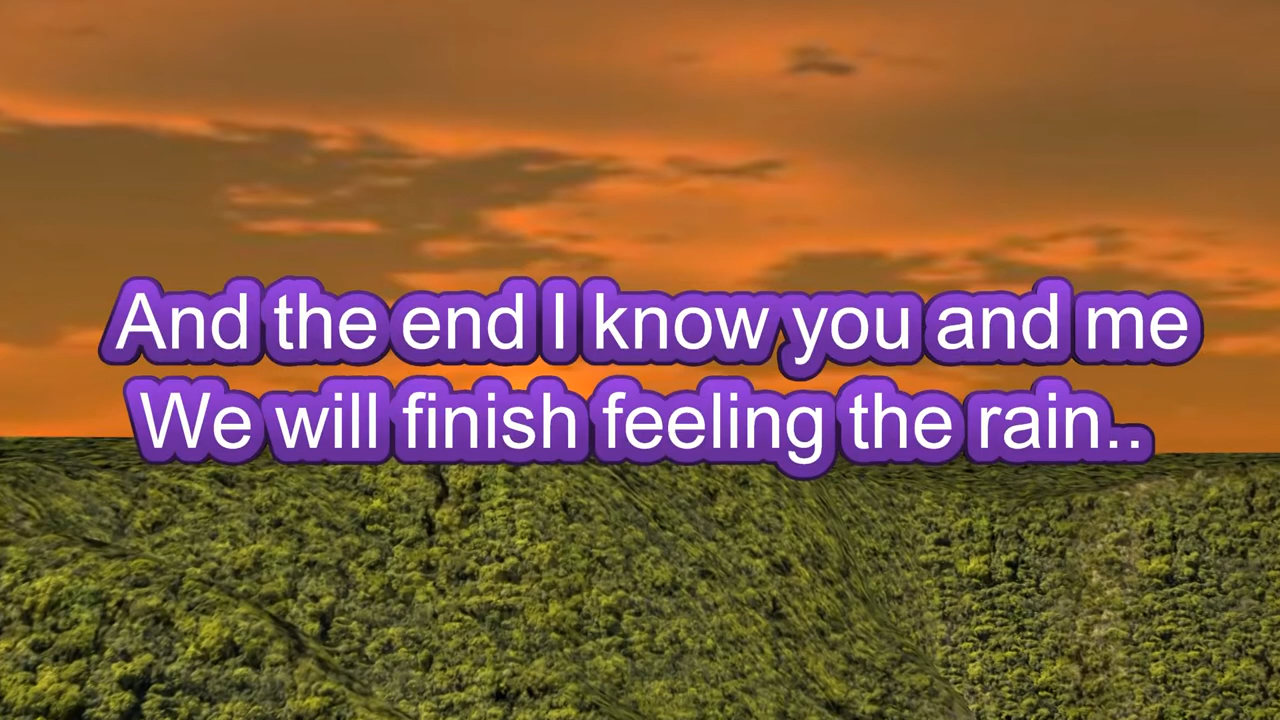 And the end I know you and me
We will finish feeling the rain..